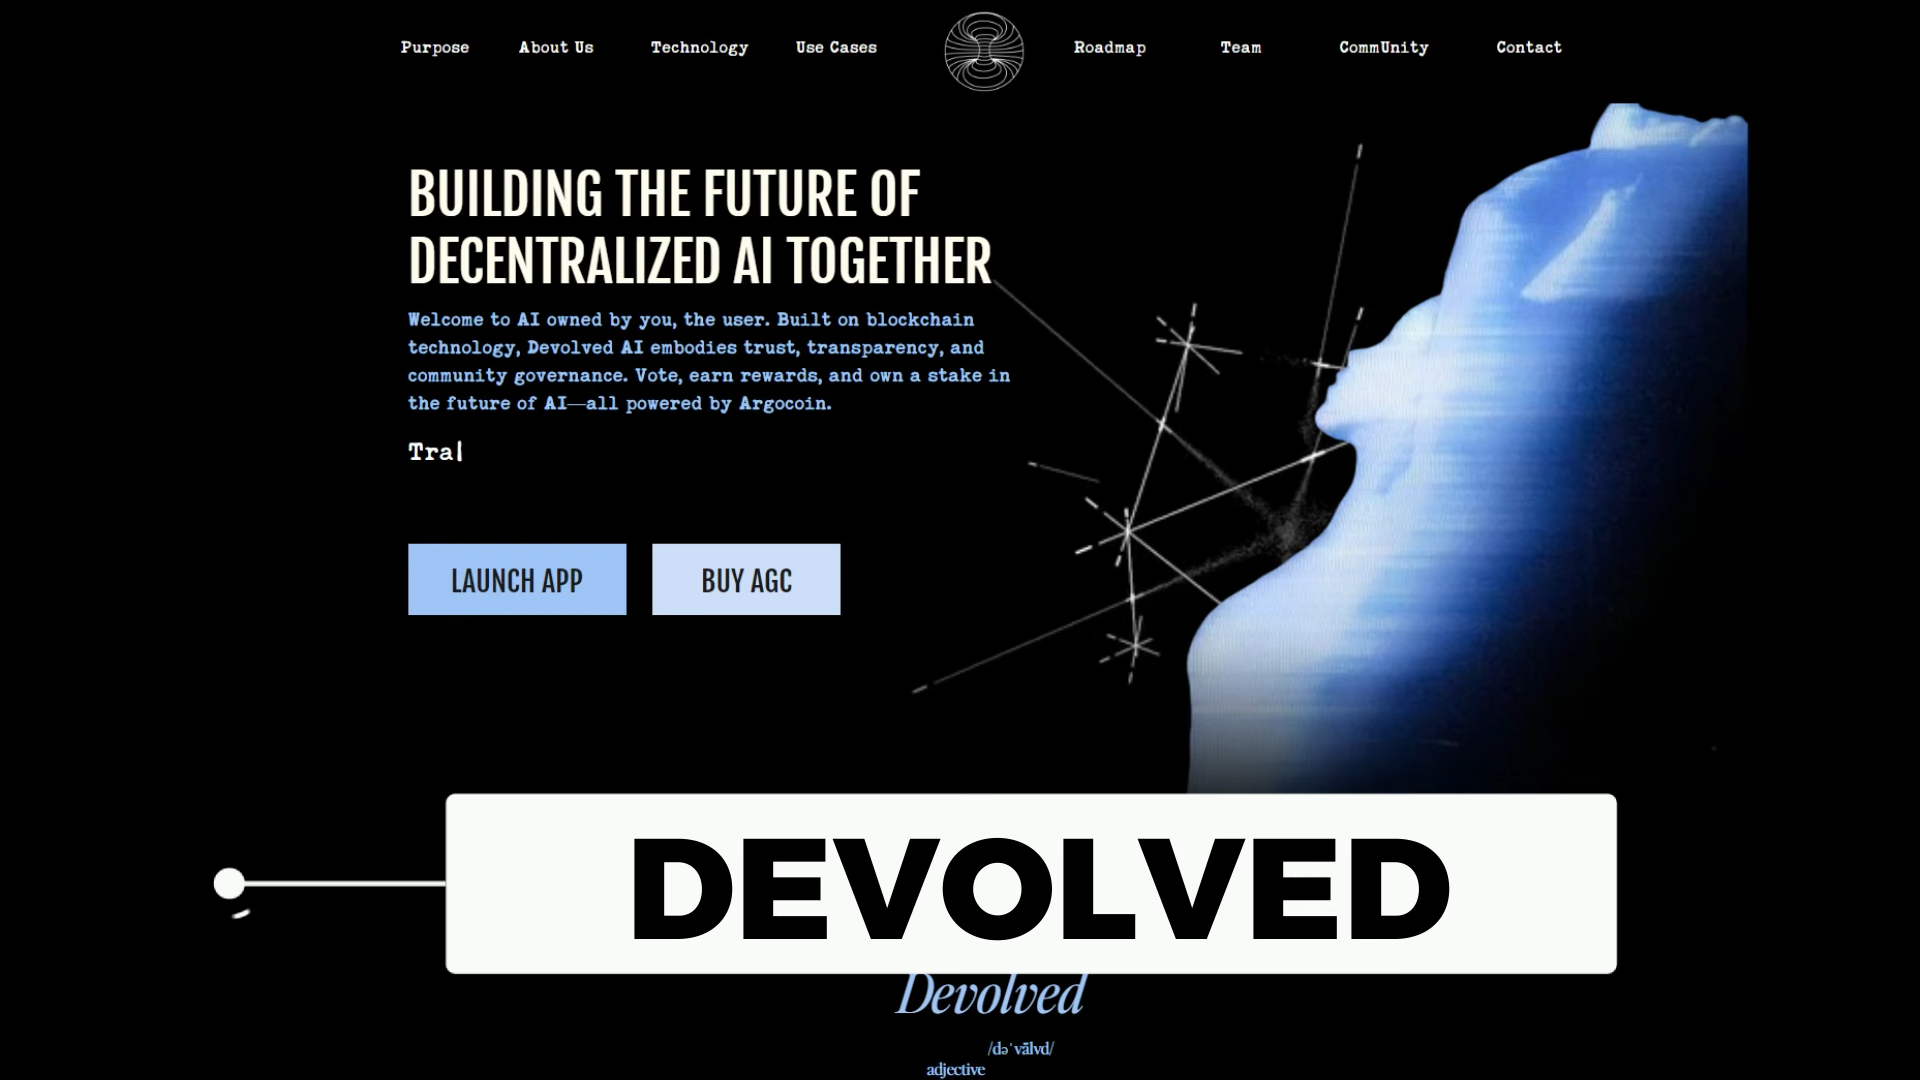 Purpose About Us Technology Use Cases Roadmap Team CommUnity Contact
BUILDING THE FUTURE OF
DECENTRALIZED AI TOGETHER
Welcome to AI owned by you, the user. Built on blockchain
technology, Devolved AI embodies trust, transparency, and
community governance. Vote, earn rewards, and own a stake in
the future of AI—all powered by Argocoin.
Tra
LAUNCH APP BUY AGC
DEVOLVED
Devolved
/dəˈvälvd/
adjective